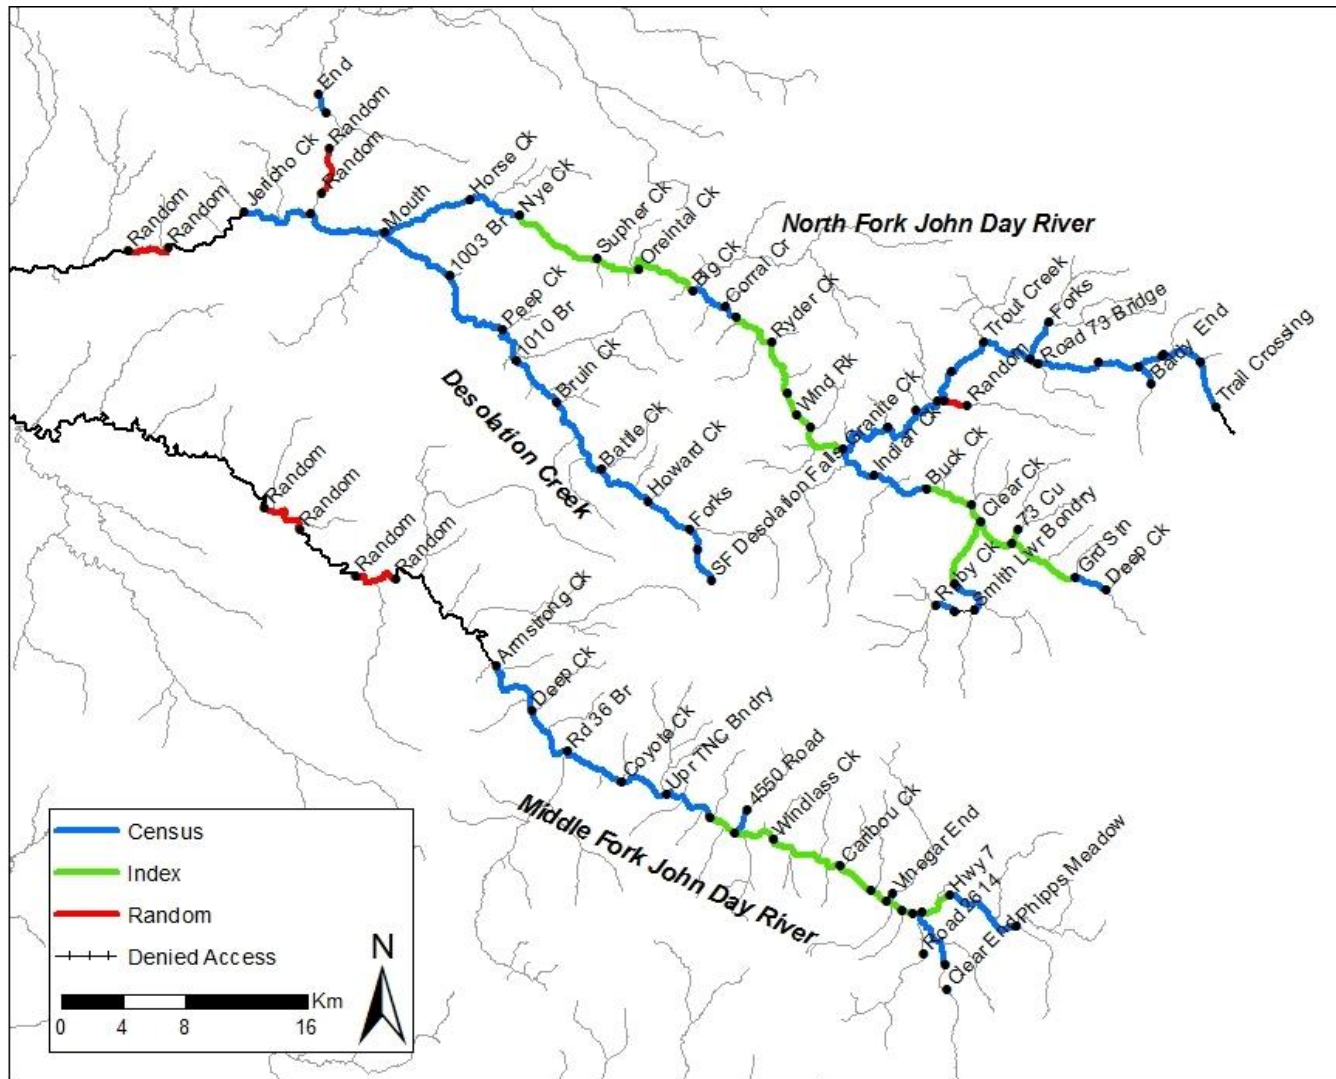 End
Random
Random
Jericho Ck
Random
Random
Mouth
Horse Ck
Nye Ck
1003 Br
Supher Ck
Oreintal Ck
North Fork John Day River
Big Ck
Corral Cr
Peep Ck
1010 Br
Ryder Ck
Trout Creek
Forks
Road 73 Bridge
Baldy End
Trail Crossing
Random
Bruin Ck
Wind Rk
Desolation Creek
Battle Ck
Granite Ck
Indian Ck
Howard Ck
Buck Ck
Forks
SF Desolation Falls
Clear Ck
73 Cu
Smith Lwr Bondry
Grd Stn
Deep Ck
Ruby Ck
Random
Random
Random
Random
Armstrong Ck
Deep Ck
Rd 36 Br
Coyote Ck
Upr TNC Bndry
4550 Road
Windlass Ck
Middle Fork John Day River
Caribou Ck
Vinegar End
Hwy 7
Phipps Meadow
Road 2614
Clear End
Census
Index
Random
Denied Access
N
Km
0 4 8 16